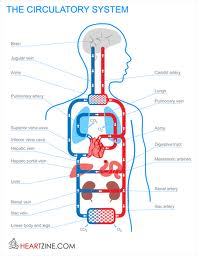 THE CIRCULATORY SYSTEM
Brain
Jugular vein
Aorta
Pulmonary artery
Superior vena cava
Inferior vena cava
Hepatic vein
Hepatic portal vein
Liver
Renal vein
Iliac vein
Lower body and legs
Carotid artery
Lungs
Pulmonary vein
Aorta
Digestive tract
Mesenteric arteries
Renal artery
Iliac artery
CO₂
O₂
HEARTZINE.COM